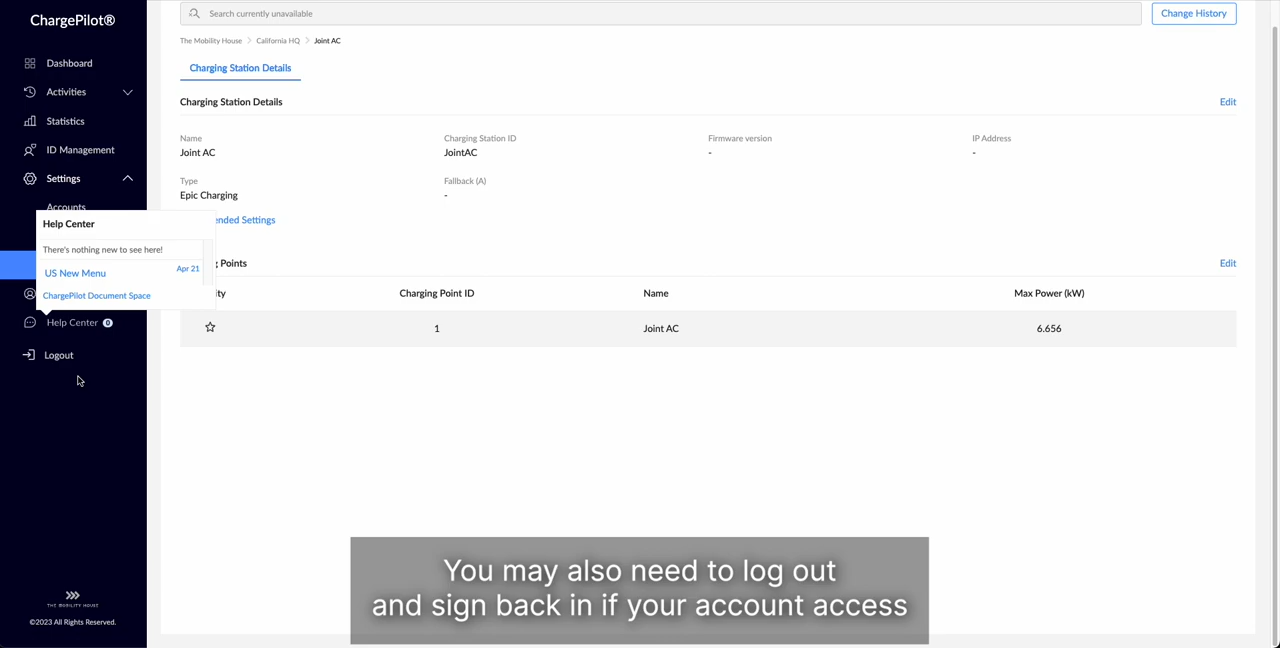 ChargePilot®
Dashboard
Activities
Statistics
ID Management
Settings
Accounts
Help Center
There's nothing new to see here!
US New Menu
Apr 21
ChargePilot Document Space
Help Center 0
Logout
THE MOBILITY HOUSE
©2023 All Rights Reserved.
Search currently unavailable
Change History
The Mobility House > California HQ > Joint AC
Charging Station Details
Charging Station Details
Edit
Name
Joint AC
Charging Station ID
JointAC
Firmware version
-
IP Address
-
Type
Epic Charging
Fallback (A)
-
ended Settings
g Points
Edit
ity
Charging Point ID
Name
Max Power (kW)
1
Joint AC
6.656
You may also need to log out
and sign back in if your account access